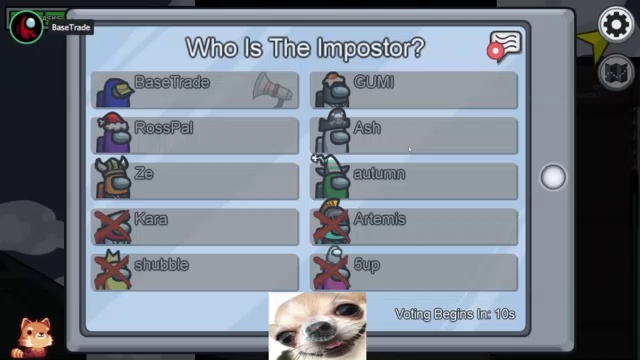 BaseTrade
Who Is The Impostor?
BaseTrade
GUMI
RossPal
Ash
Ze
autumn
Kara
Artemis
shubble
5up
Voting Begins In: 10s